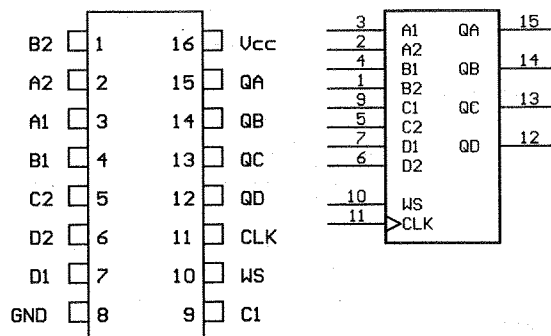 B2 1 16 Vcc
A2 2 15 QA
A1 3 14 QB
B1 4 13 QC
C2 5 12 QD
D2 6 11 CLK
D1 7 10 WS
GND 8 9 C1
3 A1 QA 15
2 A2
4 B1 QB 14
1 B2
9 C1 QC 13
5 C2
7 D1 QD 12
6 D2
10 WS
11 CLK